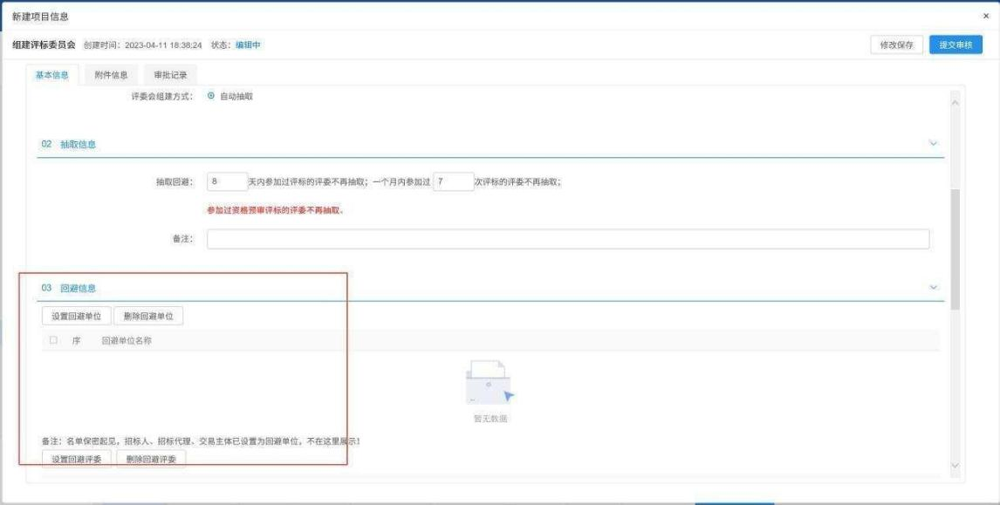 新建项目信息 ×
组建评标委员会 创建时间：2023-04-11 18:38:24 状态：编辑中 修改保存 提交审核
基本信息 附件信息 审批记录
评委会组建方式： 自动抽取
02 抽取信息
抽取回避： 8 天内参加过评标的评委不再抽取；一个月内参加过 7 次评标的评委不再抽取；
参加过资格预审评标的评委不再抽取。
备注：
03 回避信息
设置回避单位 删除回避单位
序 回避单位名称
暂无数据
备注：名单保密起见，招标人、招标代理、交易主体已设置为回避单位，不在这里展示！
设置回避评委 删除回避评委